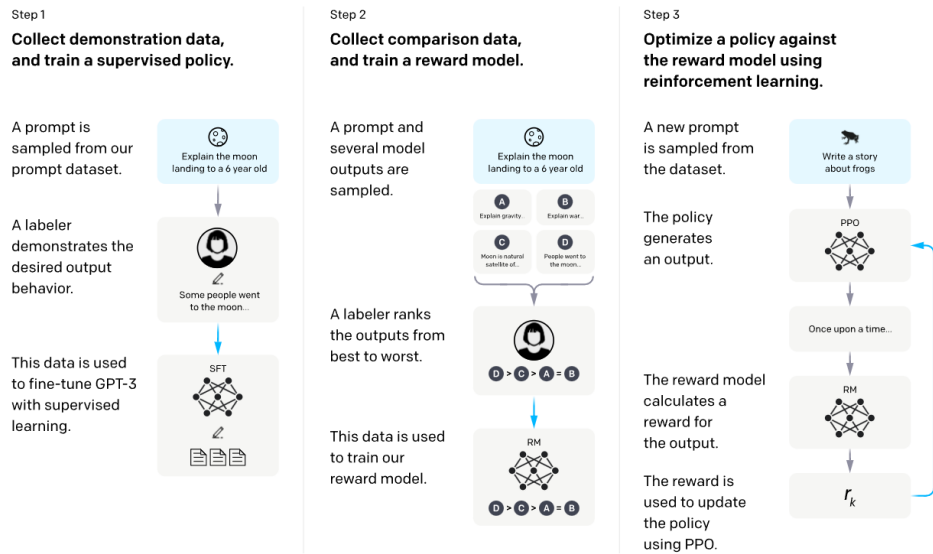 Step 1
Collect demonstration data,
and train a supervised policy.
A prompt is
sampled from our
prompt dataset.
Explain the moon
landing to a 6 year old
A labeler
demonstrates the
desired output
behavior.
Some people went
to the moon...
This data is used
to fine-tune GPT-3
with supervised
learning.
SFT
Step 2
Collect comparison data,
and train a reward model.
A prompt and
several model
outputs are
sampled.
Explain the moon
landing to a 6 year old
A
Explain gravity...
B
Explain war...
C
Moon is natural
satellite of...
D
People went to
the moon...
A labeler ranks
the outputs from
best to worst.
D > C > A = B
This data is used
to train our
reward model.
RM
D > C > A = B
Step 3
Optimize a policy against
the reward model using
reinforcement learning.
A new prompt
is sampled from
the dataset.
Write a story
about frogs
The policy
generates
an output.
PPO
Once upon a time...
The reward model
calculates a
reward for
the output.
RM
The reward is
used to update
the policy
using PPO.
r_k